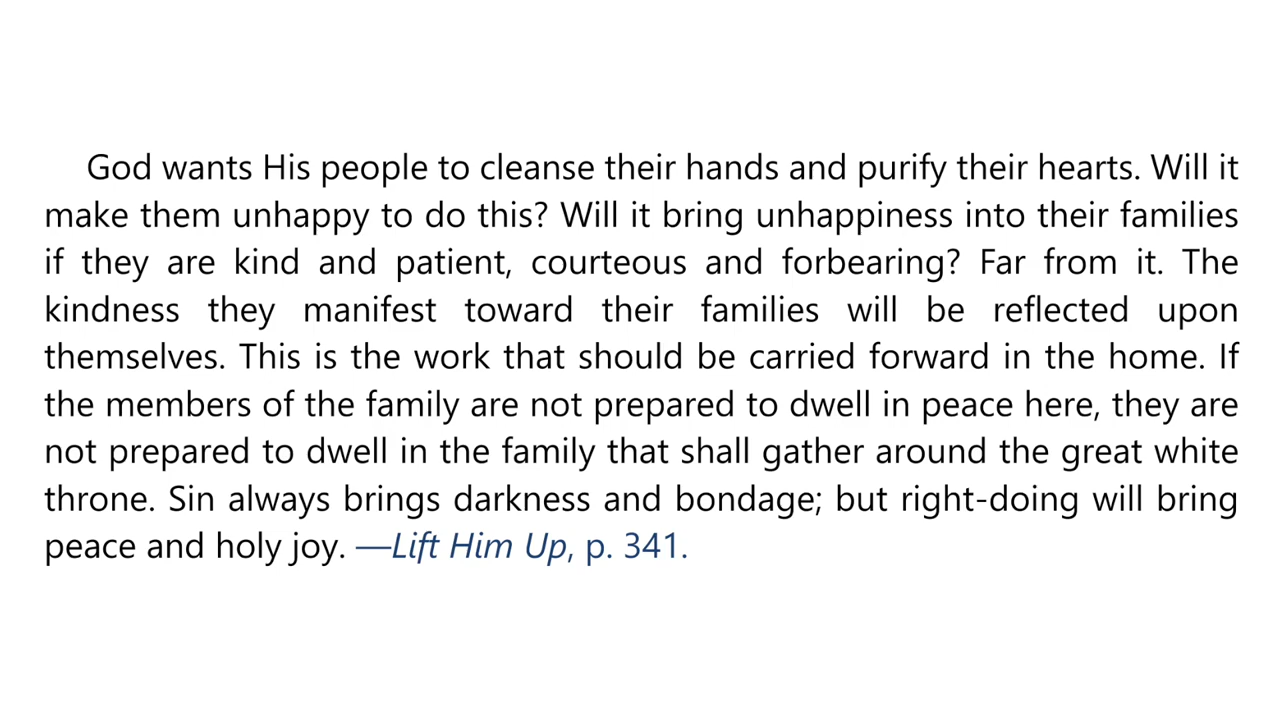 God wants His people to cleanse their hands and purify their hearts. Will it
make them unhappy to do this? Will it bring unhappiness into their families
if they are kind and patient, courteous and forbearing? Far from it. The
kindness they manifest toward their families will be reflected upon
themselves. This is the work that should be carried forward in the home. If
the members of the family are not prepared to dwell in peace here, they are
not prepared to dwell in the family that shall gather around the great white
throne. Sin always brings darkness and bondage; but right-doing will bring
peace and holy joy. —Lift Him Up, p. 341.